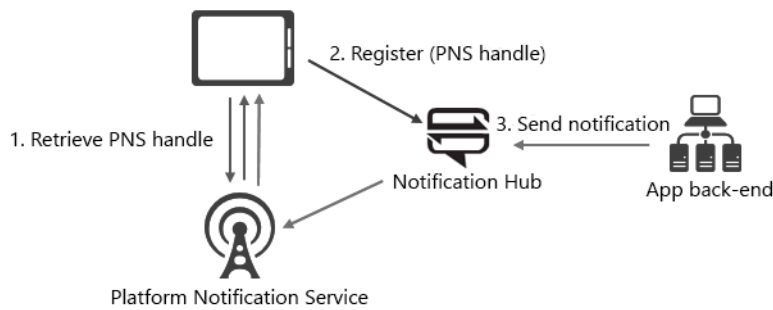 2. Register (PNS handle)
1. Retrieve PNS handle
3. Send notification
Notification Hub
App back-end
Platform Notification Service